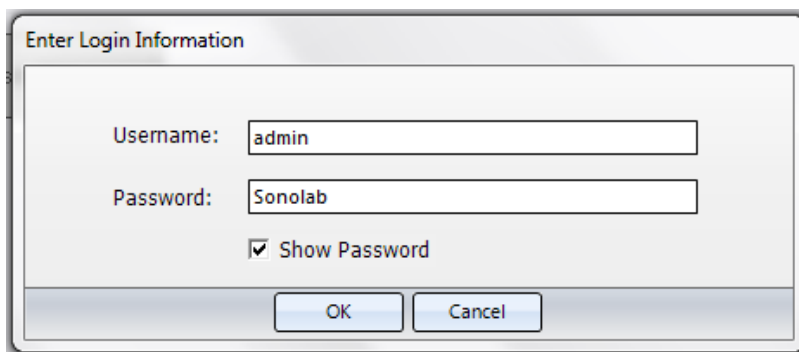 Enter Login Information
Username: admin
Password: Sonolab
Show Password
OK Cancel